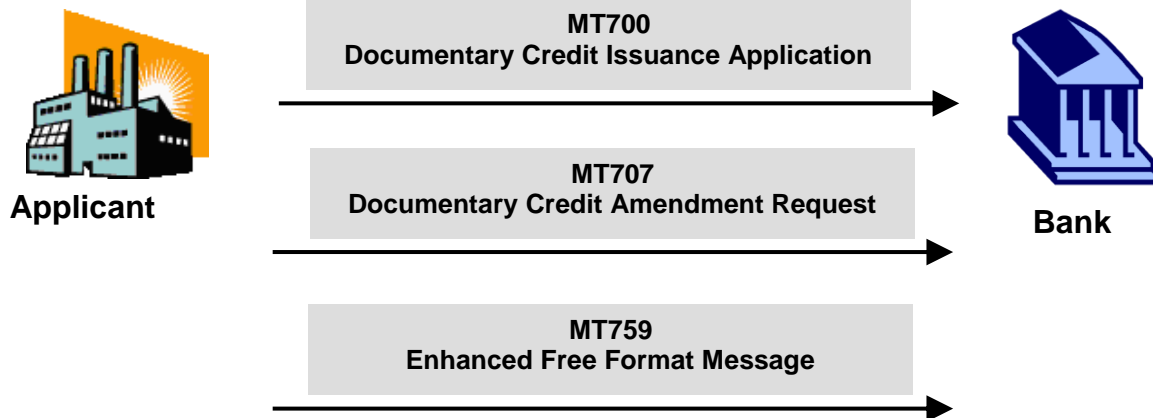 MT700
Documentary Credit Issuance Application
MT707
Documentary Credit Amendment Request
Applicant
Bank
MT759
Enhanced Free Format Message